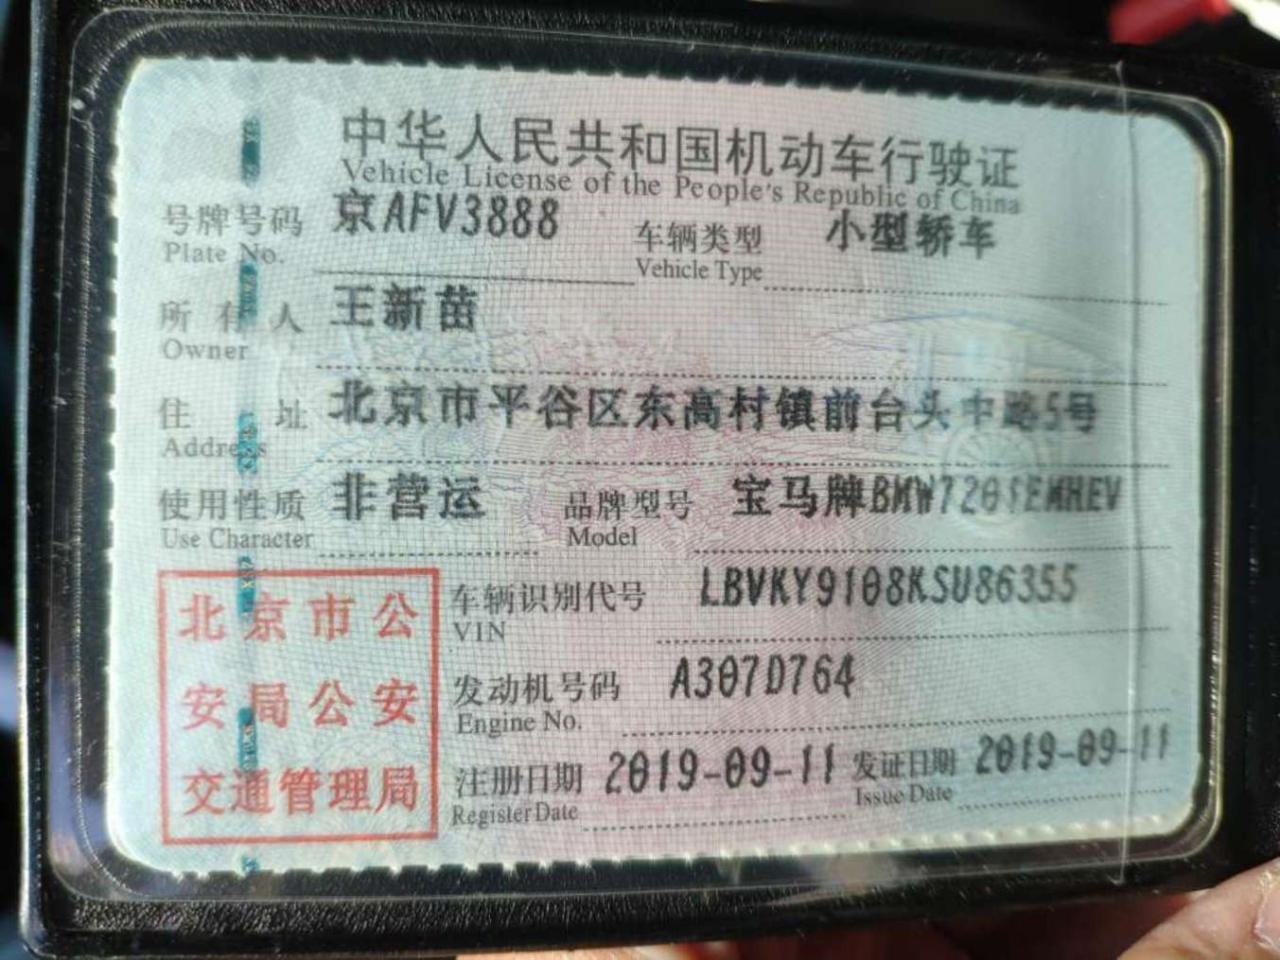 中华人民共和国机动车行驶证
Vehicle License of the People's Republic of China
号牌号码 京AFV3888 车辆类型 小型轿车
Plate No. Vehicle Type
所有人 王新苗
Owner
住址 北京市平谷区东高村镇前台头中路5号
Address
使用性质 非营运 品牌型号 宝马牌BMW7201EMHEV
Use Character Model
北京市公
安局公安
交通管理局
车辆识别代号 LBVKY9108KSU86355
VIN
发动机号码 A307D764
Engine No.
注册日期 2019-09-11 发证日期 2019-09-11
Register Date Issue Date